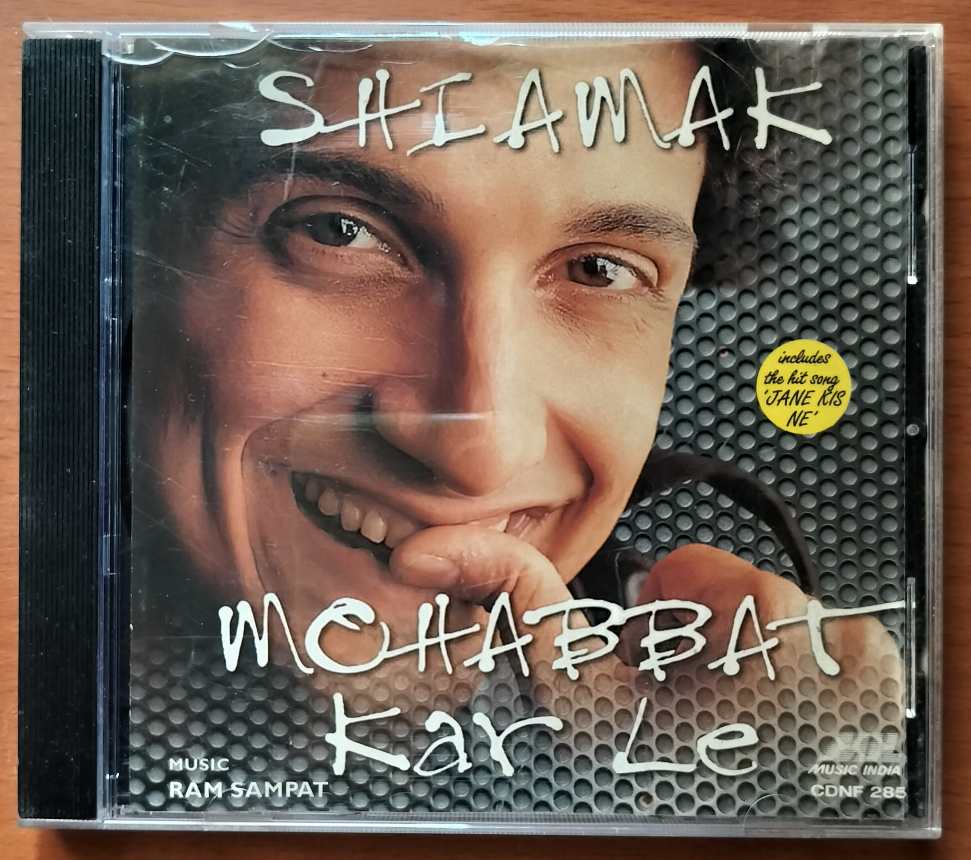 SHIAMAK
includes
the hit song
'JANE KIS
NE'
MOHABBAT
Kar Le
MUSIC
RAM SAMPAT
MUSIC INDIA
CDNF 285